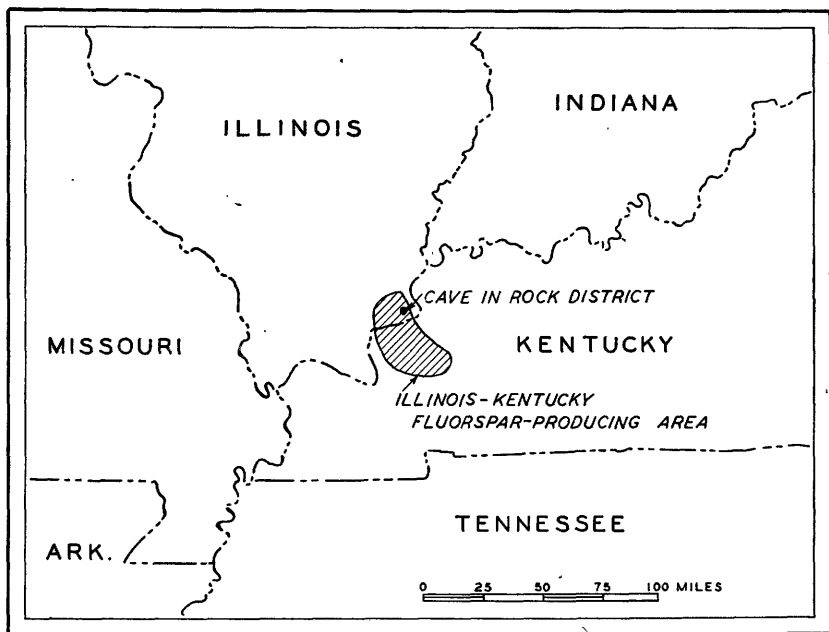 ILLINOIS
INDIANA
CAVE IN ROCK DISTRICT
MISSOURI
KENTUCKY
ILLINOIS-KENTUCKY
FLUORSPAR-PRODUCING AREA
TENNESSEE
ARK.
0 25 50 75 100 MILES